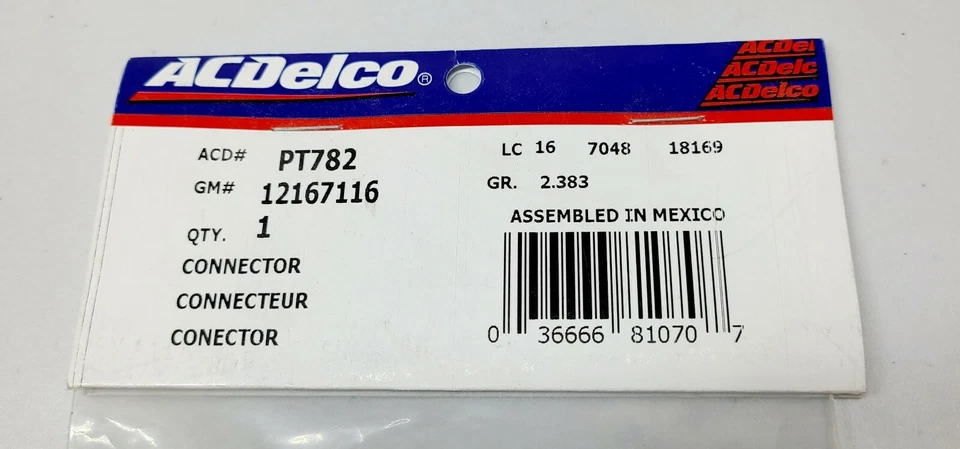 ACDelco®
ACDel
ACDelc
ACDelco
ACD# PT782
GM# 12167116
QTY. 1
CONNECTOR
CONNECTEUR
CONECTOR
LC 16 7048 18169
GR. 2.383
ASSEMBLED IN MEXICO
0 36666 81070 7